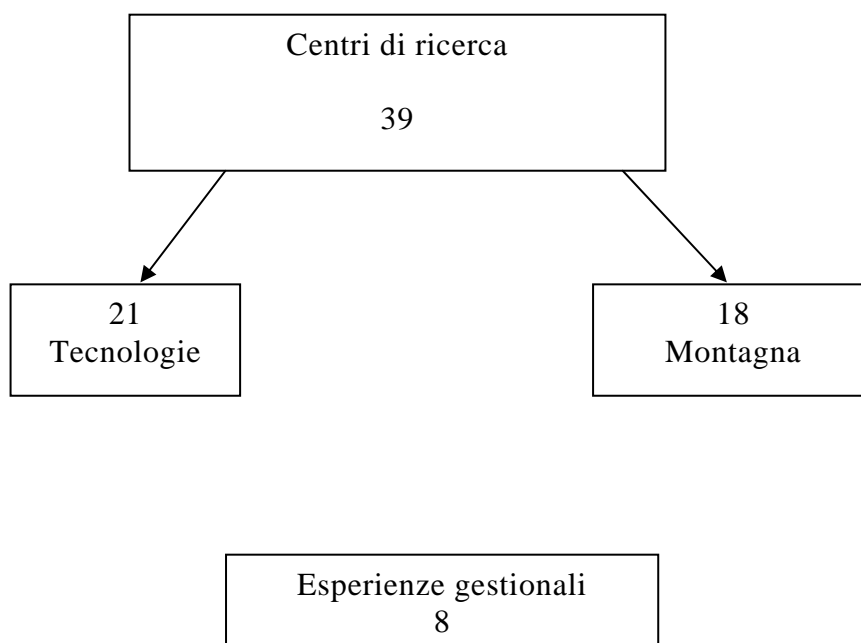 Centri di ricerca
39
21
Tecnologie
18
Montagna
Esperienze gestionali
8